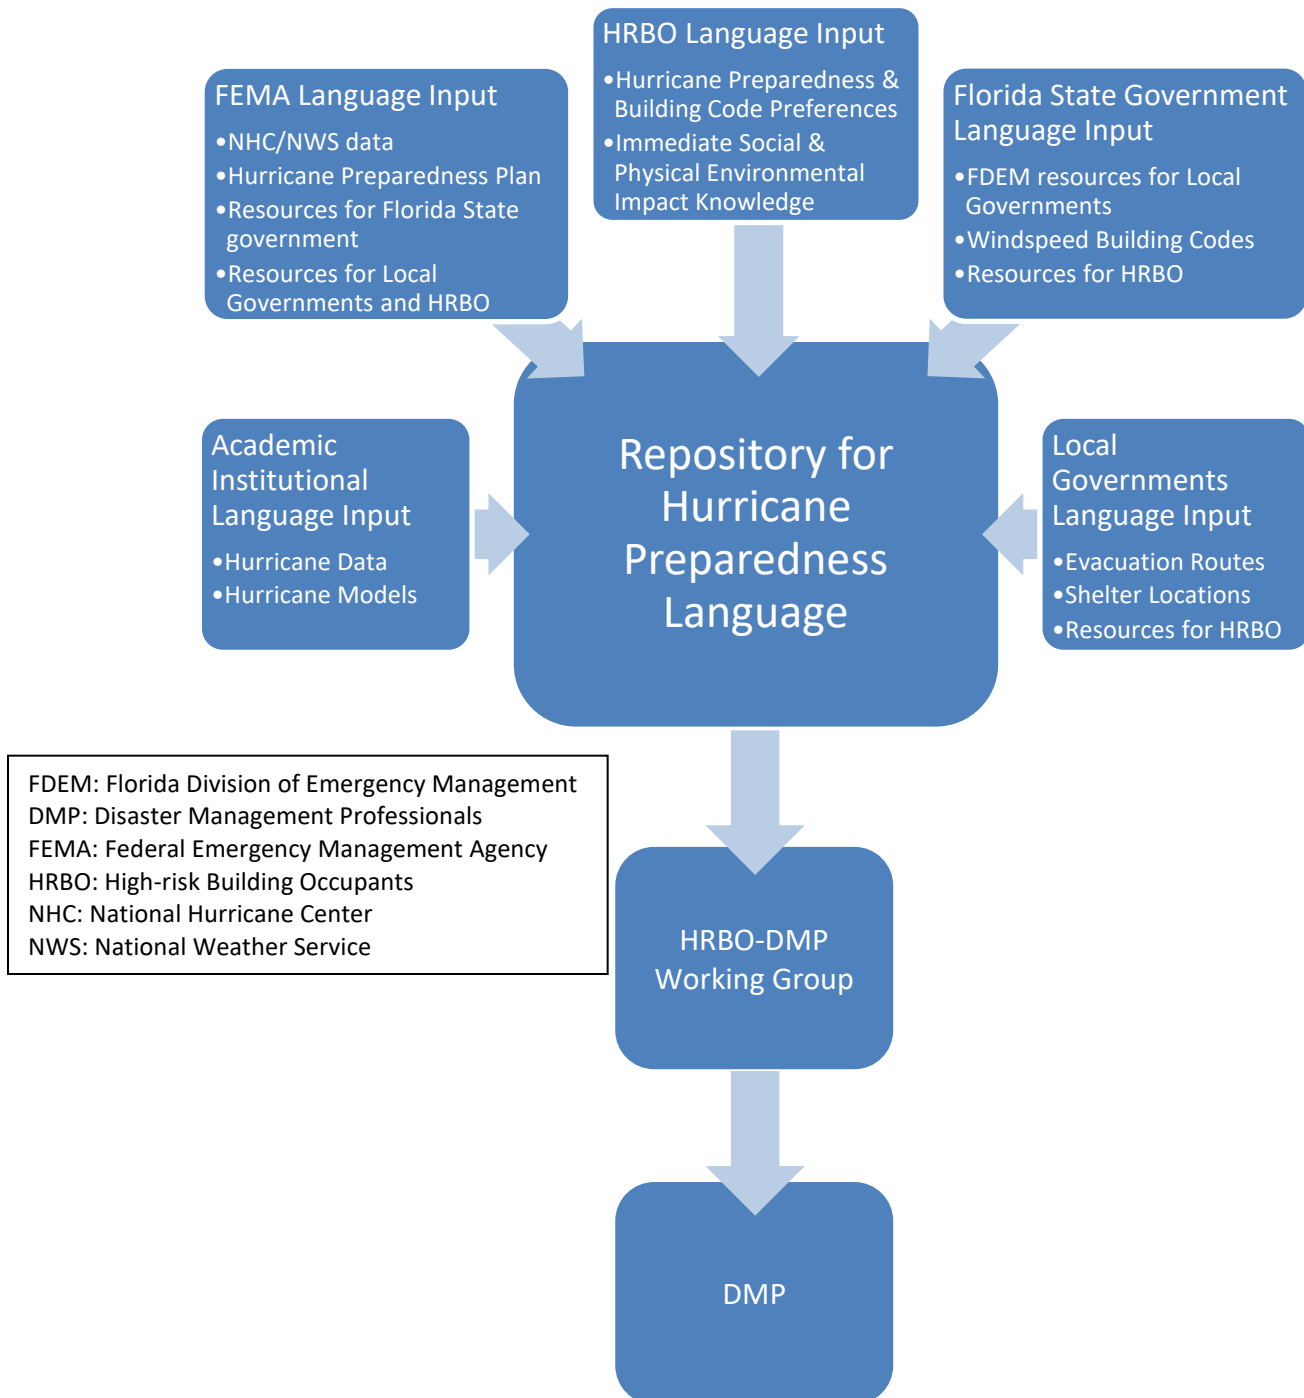 HRBO Language Input
•Hurricane Preparedness &
Building Code Preferences
•Immediate Social &
Physical Environmental
Impact Knowledge
FEMA Language Input
•NHC/NWS data
•Hurricane Preparedness Plan
•Resources for Florida State
government
•Resources for Local
Governments and HRBO
Florida State Government
Language Input
•FDEM resources for Local
Governments
•Windspeed Building Codes
•Resources for HRBO
Academic
Institutional
Language Input
•Hurricane Data
•Hurricane Models
Repository for
Hurricane
Preparedness
Language
Local
Governments
Language Input
•Evacuation Routes
•Shelter Locations
•Resources for HRBO
FDEM: Florida Division of Emergency Management
DMP: Disaster Management Professionals
FEMA: Federal Emergency Management Agency
HRBO: High-risk Building Occupants
NHC: National Hurricane Center
NWS: National Weather Service
HRBO-DMP
Working Group
DMP